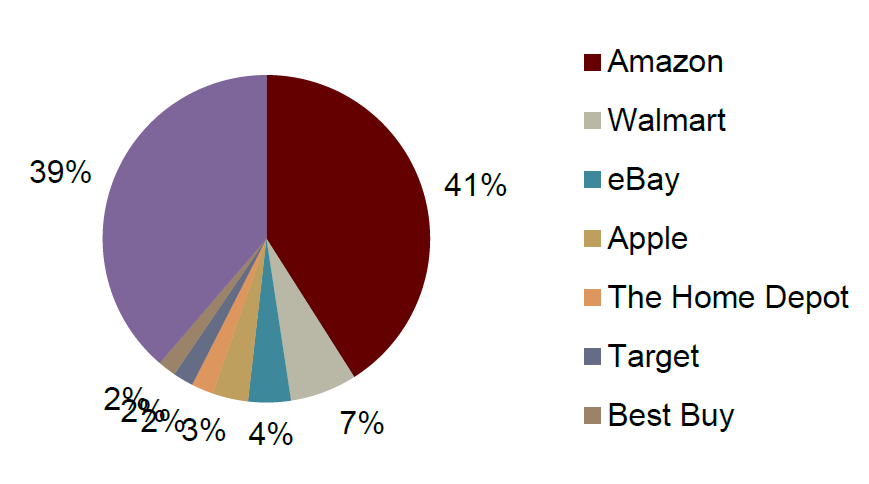 Amazon
Walmart
39%
41%
eBay
Apple
The Home Depot
Target
2%
2%
2%
3%
4%
7%
Best Buy